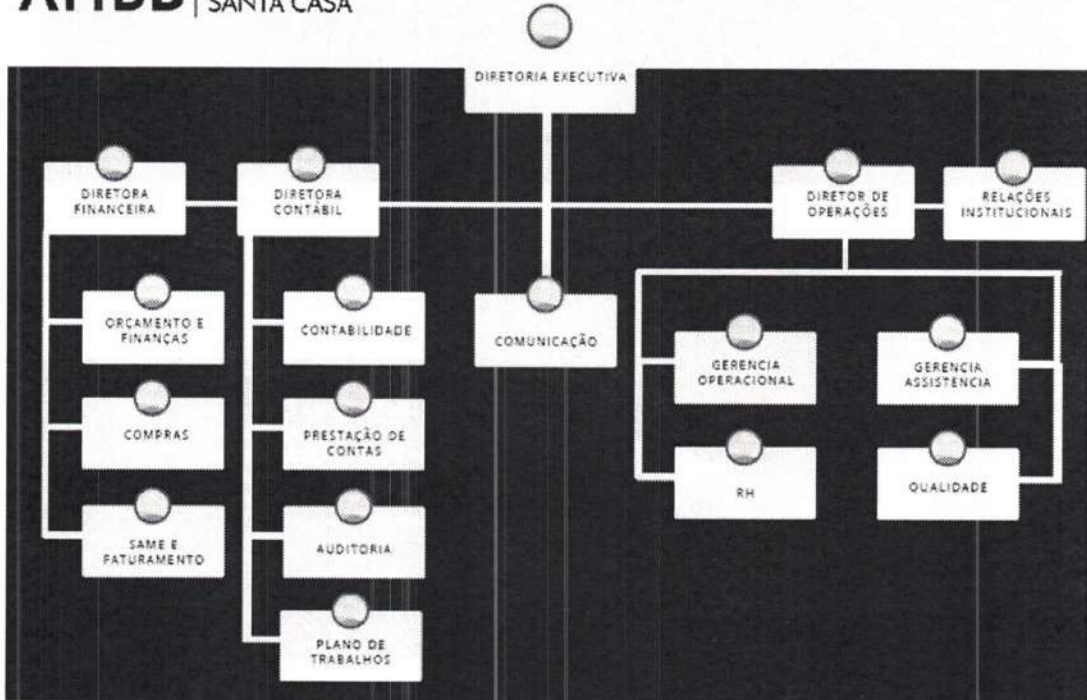 SANTA CASA
DIRETORIA EXECUTIVA
DIRETORA
FINANCEIRA
DIRETORA
CONTÁBIL
DIRETOR DE
OPERAÇÕES
RELAÇÕES
INSTITUCIONAIS
ORÇAMENTO E
FINANÇAS
CONTABILIDADE
COMUNICAÇÃO
GERENCIA
OPERACIONAL
GERENCIA
ASSISTENCIA
COMPRAS
PRESTAÇÃO DE
CONTAS
RH
QUALIDADE
SAME E
FATURAMENTO
AUDITORIA
PLANO DE
TRABALHOS